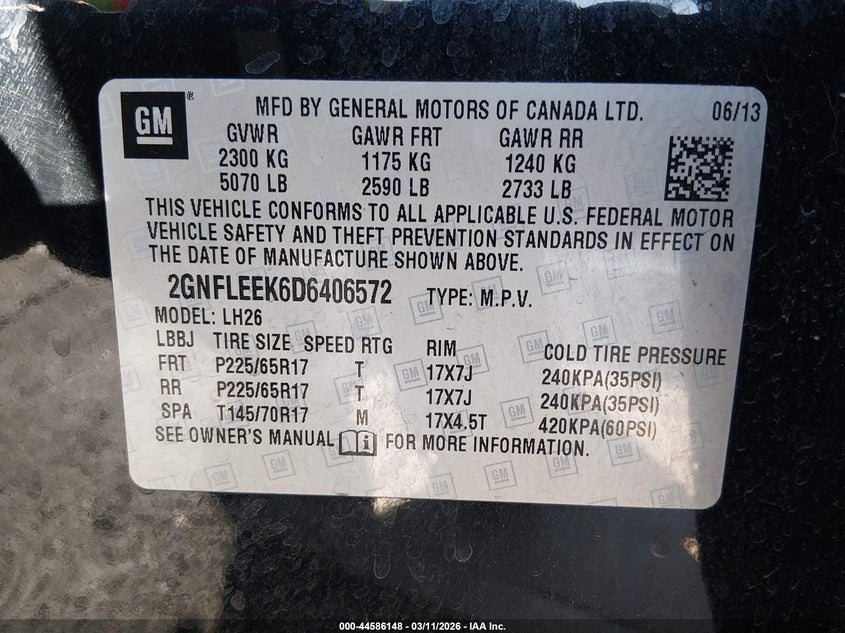 GM® MFD BY GENERAL MOTORS OF CANADA LTD. 06/13
GVWR GAWR FRT GAWR RR
2300 KG 1175 KG 1240 KG
5070 LB 2590 LB 2733 LB
THIS VEHICLE CONFORMS TO ALL APPLICABLE U.S. FEDERAL MOTOR
VEHICLE SAFETY AND THEFT PREVENTION STANDARDS IN EFFECT ON
THE DATE OF MANUFACTURE SHOWN ABOVE.
2GNFLEEK6D6406572 TYPE: M.P.V.
MODEL: LH26
LBBJ TIRE SIZE SPEED RTG RIM COLD TIRE PRESSURE
FRT P225/65R17 T 17X7J 240KPA(35PSI)
RR P225/65R17 T 17X7J 240KPA(35PSI)
SPA T145/70R17 M 17X4.5T 420KPA(60PSI)
SEE OWNER'S MANUAL FOR MORE INFORMATION.
000-44586148 - 03/11/2026 - IAA Inc.